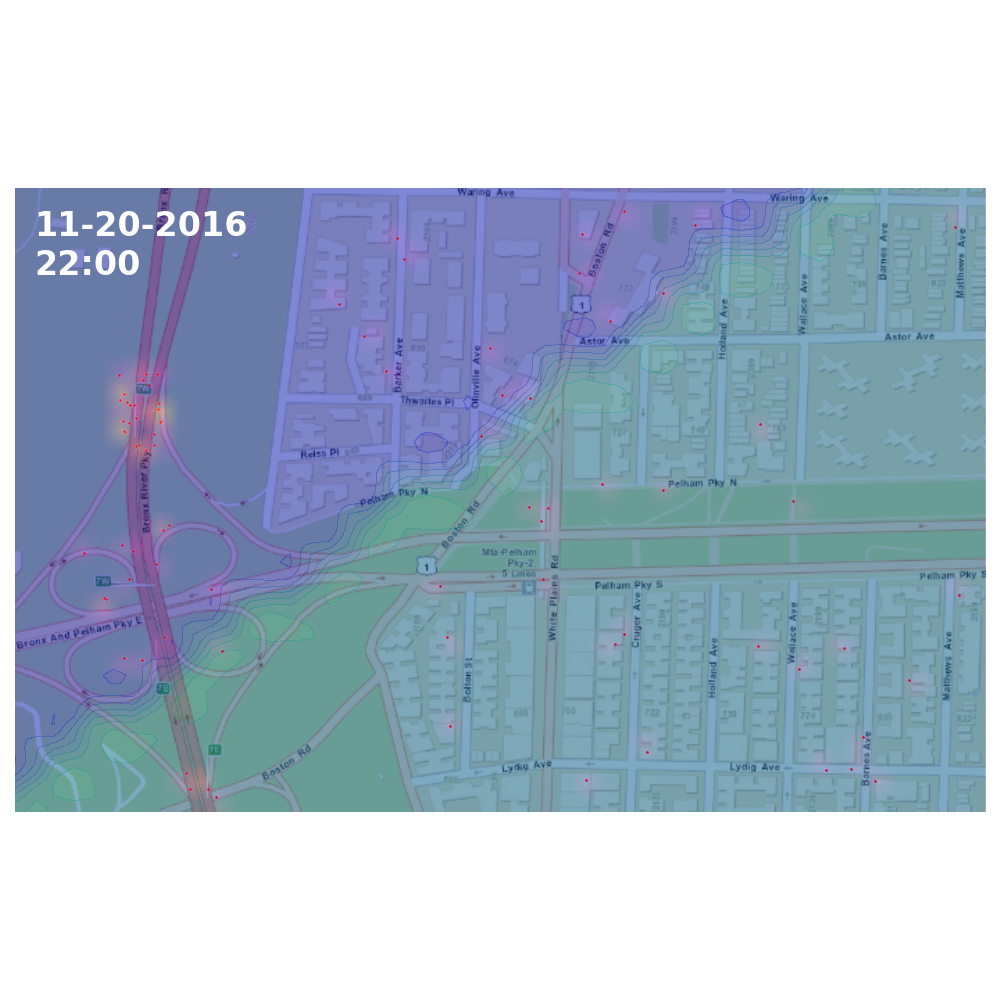 Waring Ave
Waring Ave
11-20-2016
22:00
Boston Rd
Barnes Ave
Matthews Ave
1
Wallace Ave
Holland Ave
Astor Ave
Astor Ave
Barker Ave
Olinville Ave
Thwaites Pl
Reiss Pl
Bronx River Pky
Pelham Pky N
Pelham Pky N
Boston Rd
Mta-Pelham
Pky-2,
5 Lines
1
7W
Pelham Pky S
Pelham Pky S
White Plains Rd
Cruger Ave
Bronx And Pelham Pky E
Wallace Ave
Holland Ave
Matthews Ave
Bolton St
7E
7E
Boston Rd
Lydig Ave
Lydig Ave
Barnes Ave